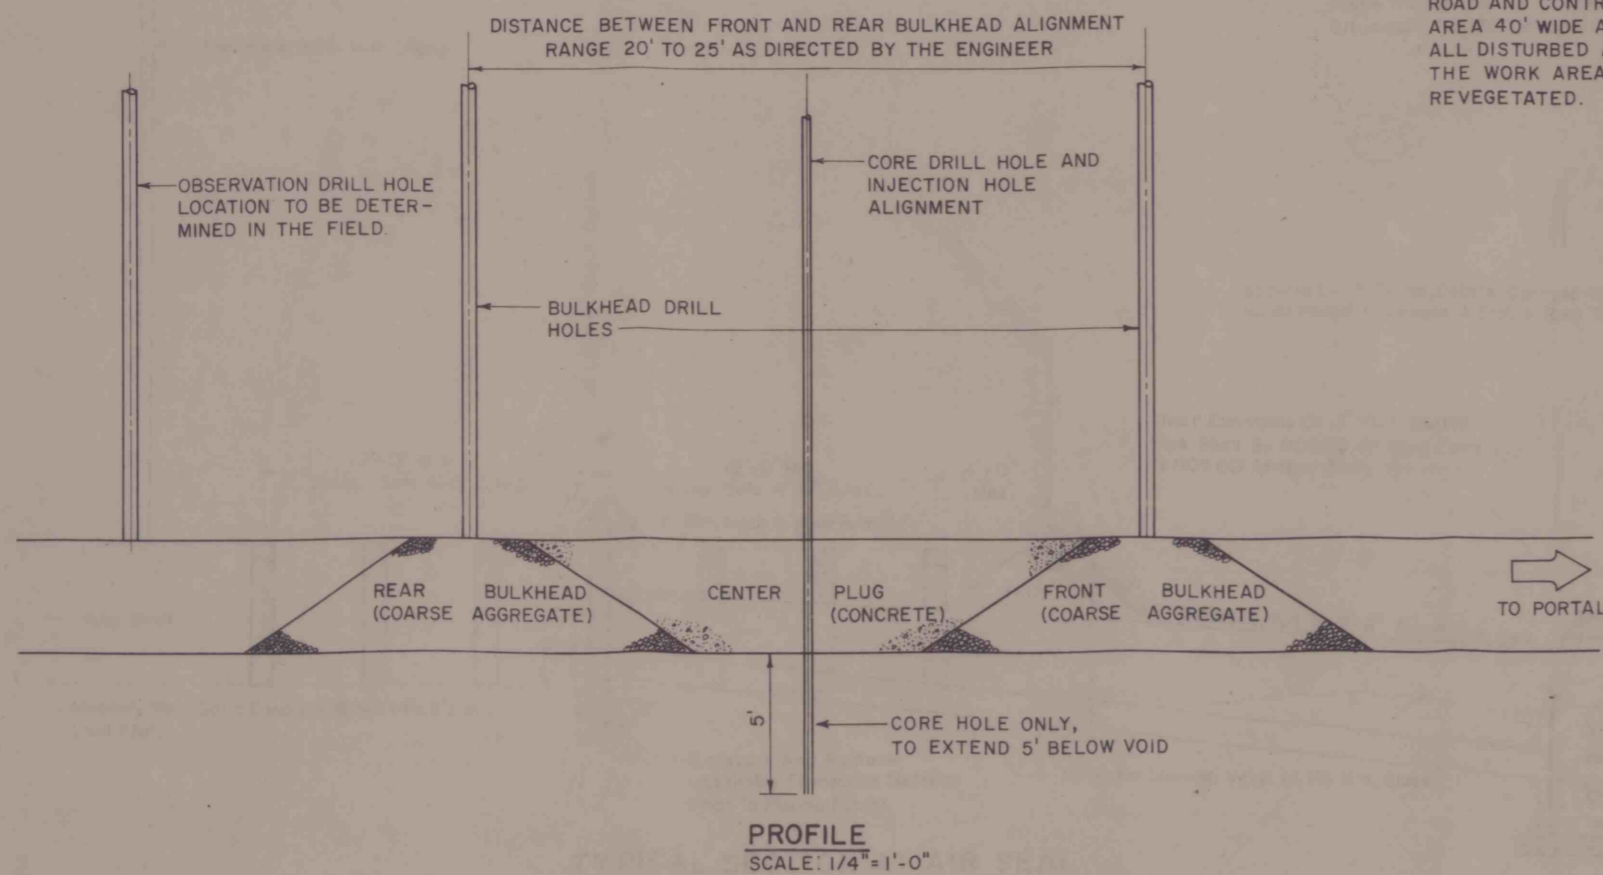 DISTANCE BETWEEN FRONT AND REAR BULKHEAD ALIGNMENT
RANGE 20' TO 25' AS DIRECTED BY THE ENGINEER
AREA 40' WIDE
ALL DISTURBED
THE WORK AREA
REVEGETATED.
OBSERVATION DRILL HOLE
LOCATION TO BE DETER-
MINED IN THE FIELD.
CORE DRILL HOLE AND
INJECTION HOLE
ALIGNMENT
BULKHEAD DRILL
HOLES
REAR BULKHEAD
(COARSE AGGREGATE)
CENTER PLUG
(CONCRETE)
FRONT BULKHEAD
(COARSE AGGREGATE)
TO PORTAL
5'
CORE HOLE ONLY,
TO EXTEND 5' BELOW VOID
PROFILE
SCALE: 1/4"=1'-0"